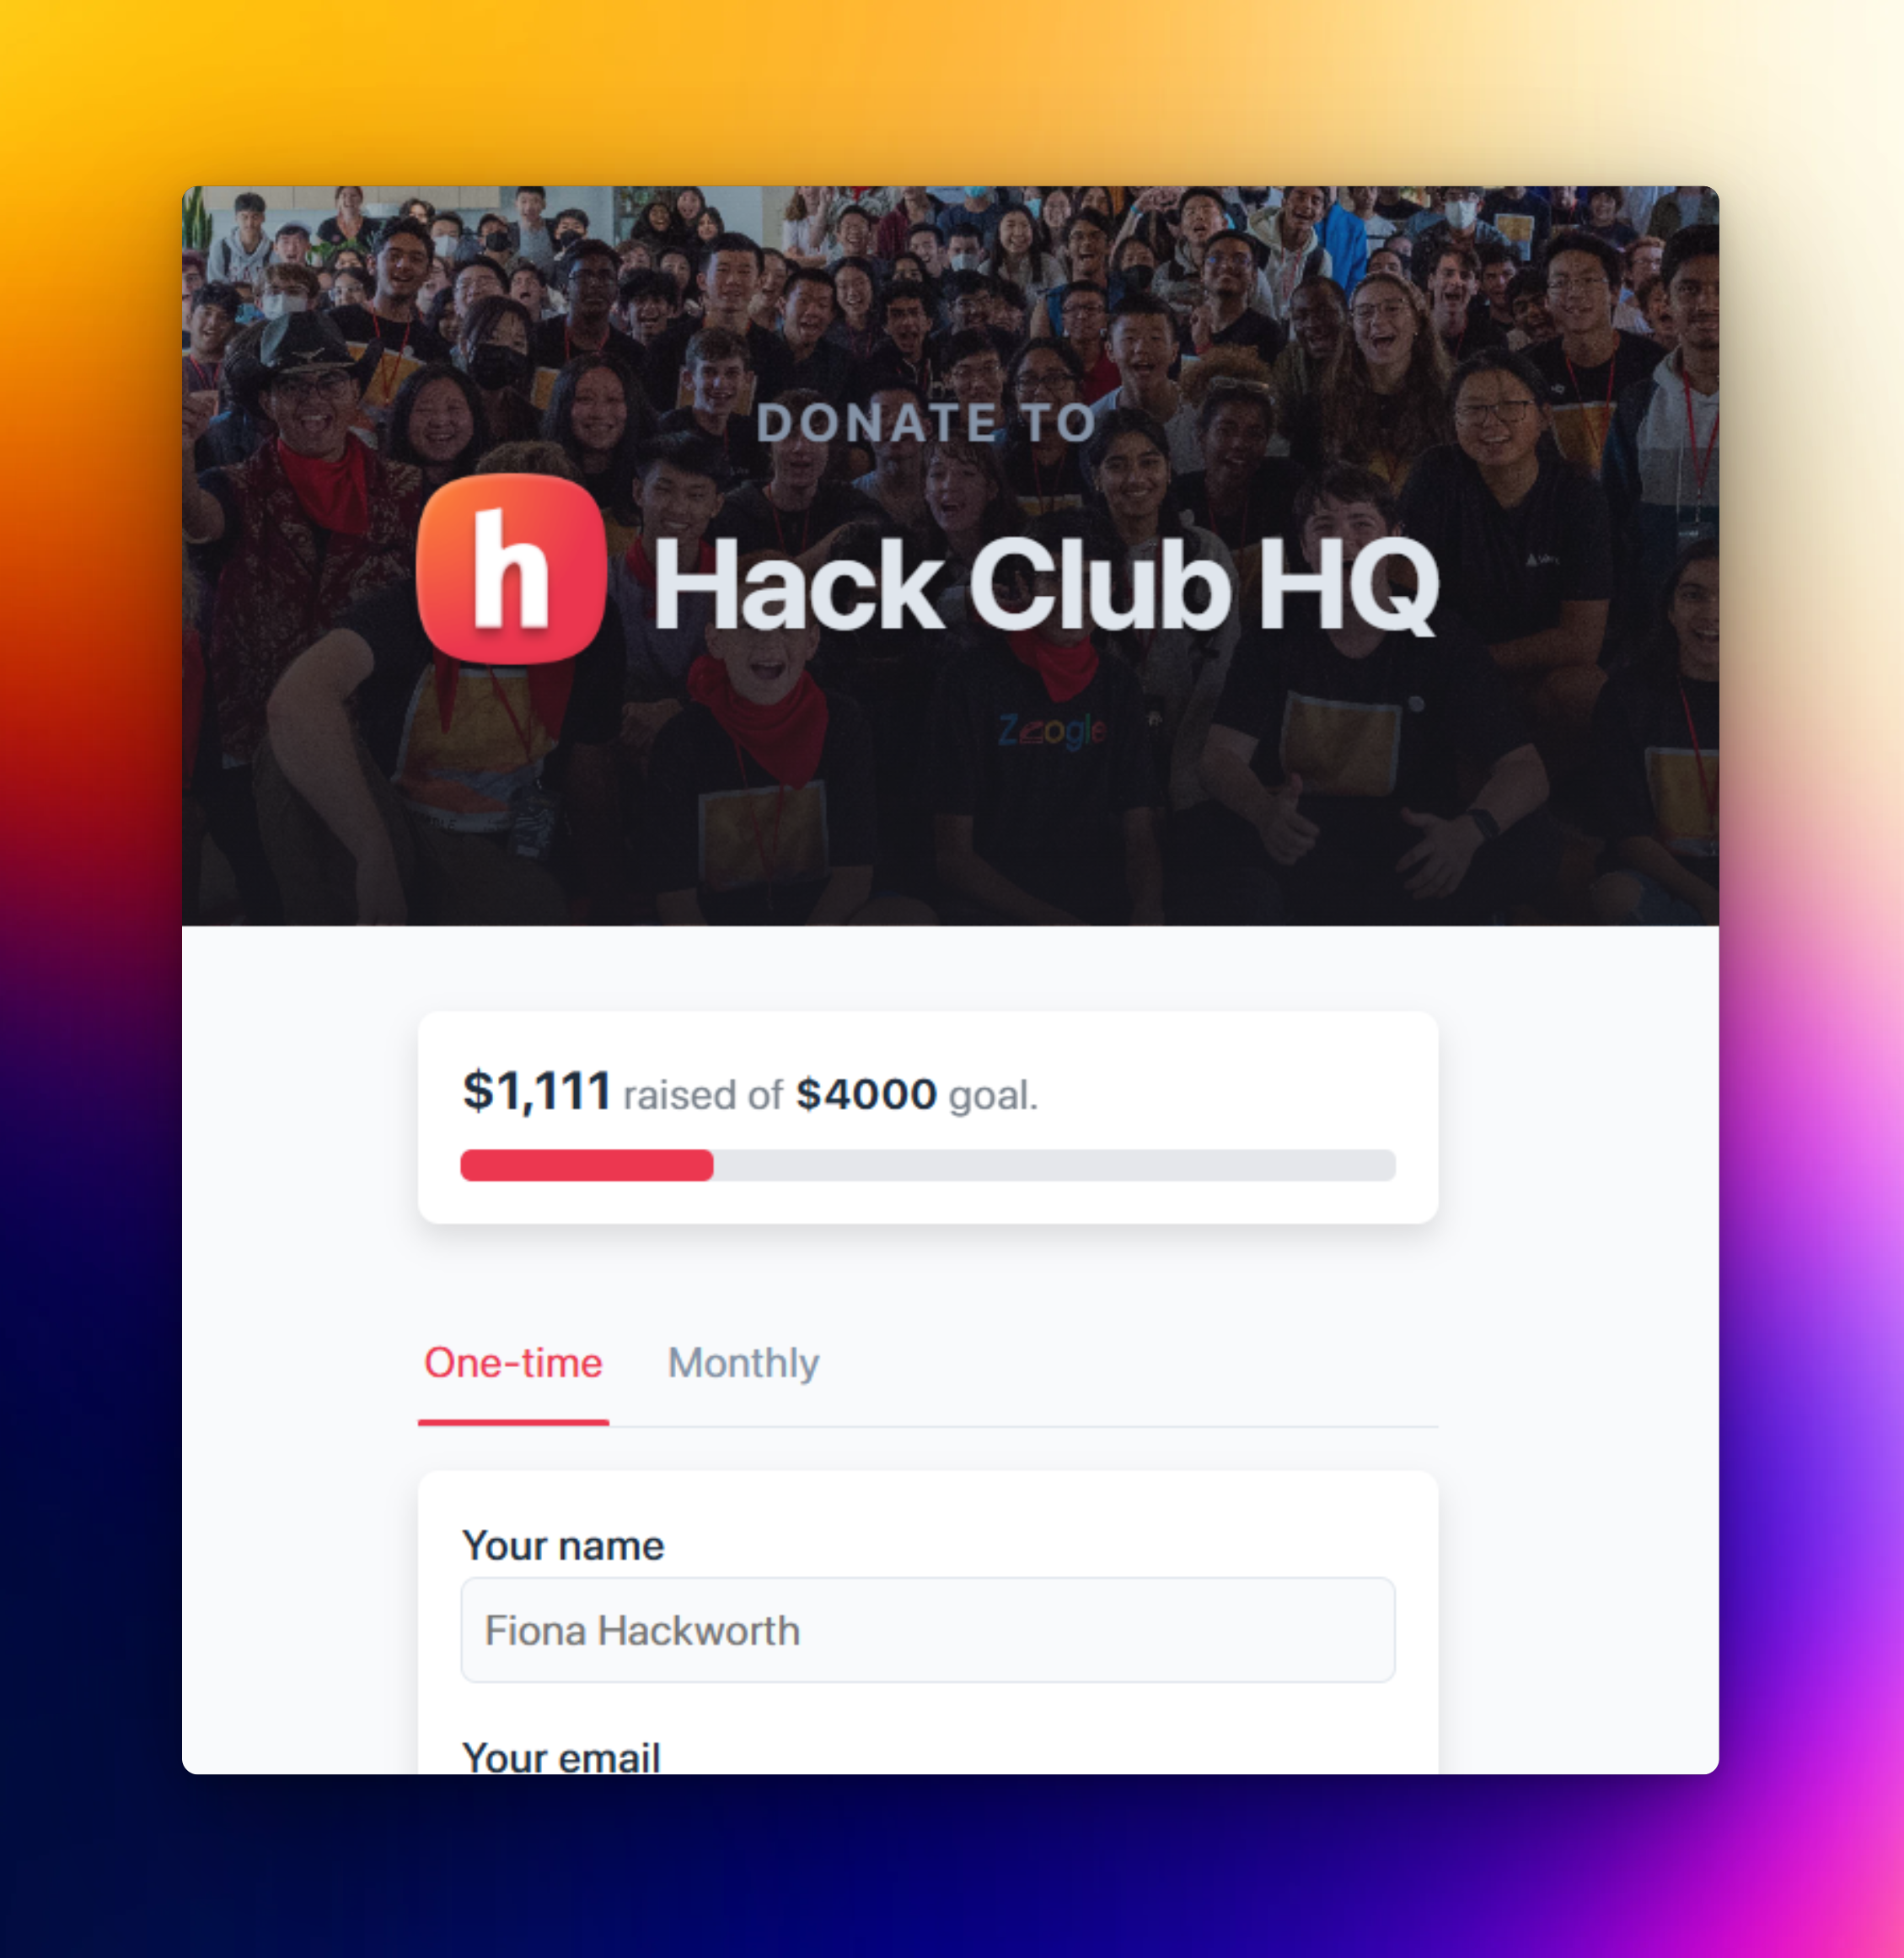 DONATE TO
h Hack Club HQ
Zoogle
$1,111 raised of $4000 goal.
One-time Monthly
Your name
Fiona Hackworth
Your email